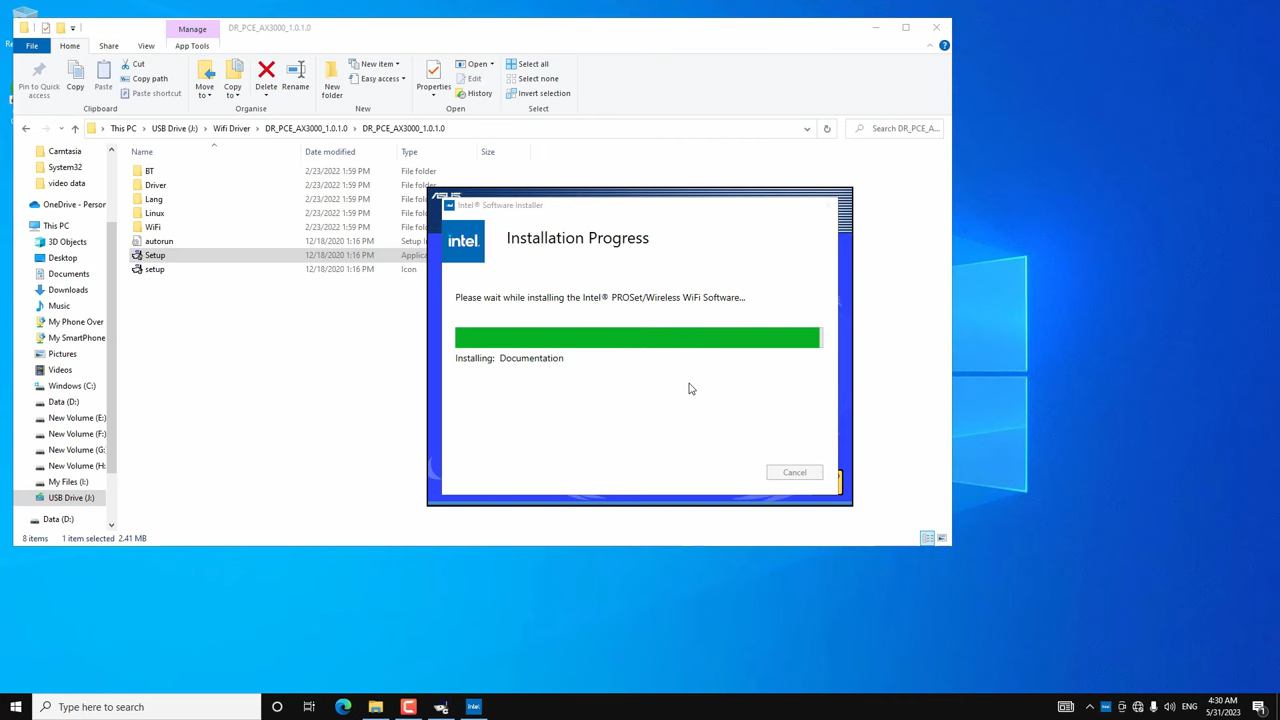 Manage
DR_PCE_AX3000_1.0.1.0
File
Home
Share
View
App Tools
Pin to Quick access
Copy
Paste
Cut
Copy path
Paste shortcut
Clipboard
Move to
Copy to
Delete
Rename
Organise
New folder
New item
Easy access
New
Properties
Open
Edit
History
Open
Select all
Select none
Invert selection
Select
This PC
USB Drive (J:)
Wifi Driver
DR_PCE_AX3000_1.0.1.0
DR_PCE_AX3000_1.0.1.0
Search DR_PCE_A...
Name
Date modified
Type
Size
Camtasia
System32
video data
OneDrive - Person
This PC
3D Objects
Desktop
Documents
Downloads
Music
My Phone Over
My SmartPhone
Pictures
Videos
Windows (C:)
Data (D:)
New Volume (E:)
New Volume (F:)
New Volume (G:
New Volume (H:
My Files (I:)
USB Drive (J:)
Data (D:)
BT 2/23/2022 1:59 PM File folder
Driver 2/23/2022 1:59 PM File folder
Lang 2/23/2022 1:59 PM File folder
Linux 2/23/2022 1:59 PM File folder
WiFi 2/23/2022 1:59 PM File folder
autorun 12/18/2020 1:16 PM Setup In
Setup 12/18/2020 1:16 PM Applica
setup 12/18/2020 1:16 PM Icon
8 items 1 item selected 2.41 MB
Intel® Software Installer
intel.
Installation Progress
Please wait while installing the Intel® PROSet/Wireless WiFi Software...
Installing: Documentation
Cancel
Type here to search
intel
ENG
4:30 AM
5/31/2023